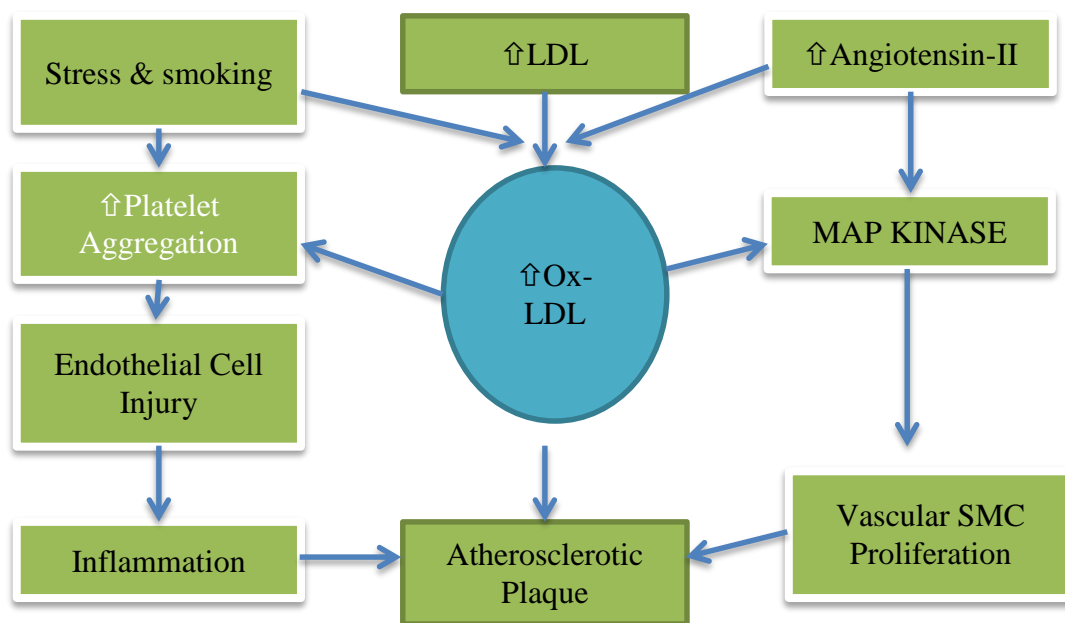 Stress & smoking
⇧LDL
⇧Angiotensin-II
⇧Platelet
Aggregation
MAP KINASE
⇧Ox-
LDL
Endothelial Cell
Injury
Vascular SMC
Proliferation
Inflammation
Atherosclerotic
Plaque